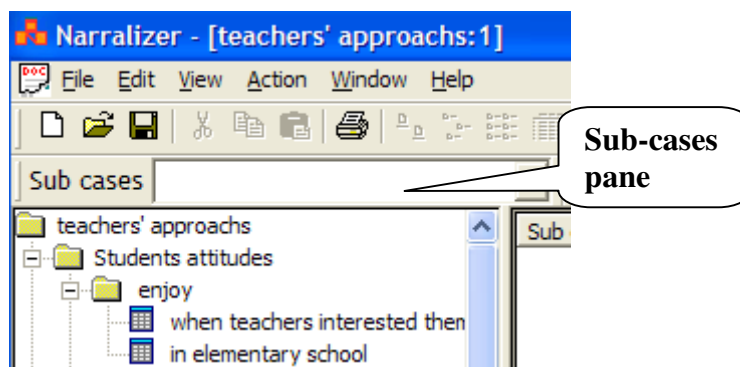 Narralizer - [teachers' approachs:1]
DOC
File Edit View Action Window Help
Sub-cases
pane
Sub cases
teachers' approachs
Sub
Students attitudes
enjoy
when teachers interested then
in elementary school